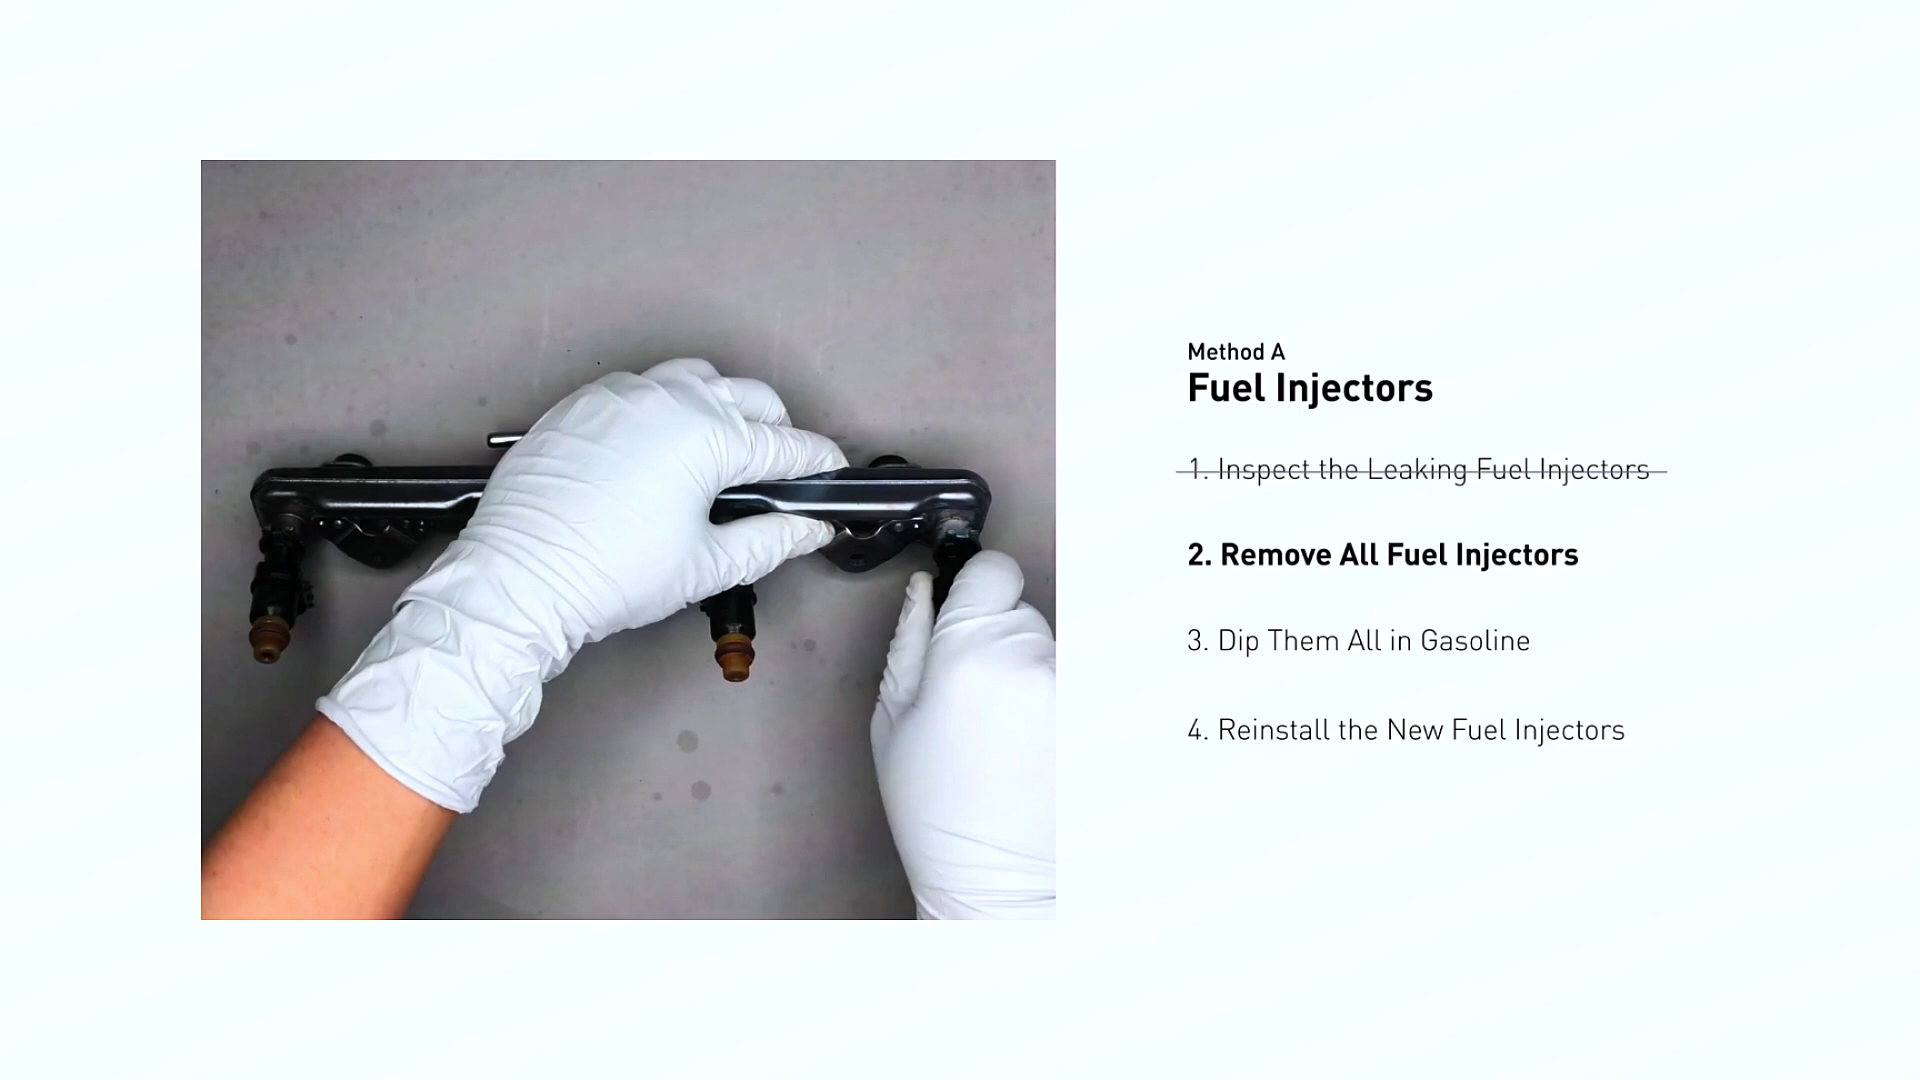 Method A
Fuel Injectors
1. Inspect the Leaking Fuel Injectors
2. Remove All Fuel Injectors
3. Dip Them All in Gasoline
4. Reinstall the New Fuel Injectors